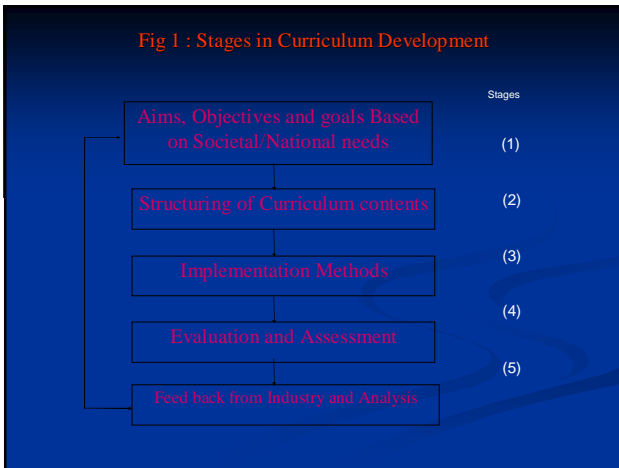 Fig 1 : Stages in Curriculum Development
Stages
Aims, Objectives and goals Based
on Societal/National needs
(1)
Structuring of Curriculum contents
(2)
Implementation Methods
(3)
Evaluation and Assessment
(4)
Feed back from Industry and Analysis
(5)